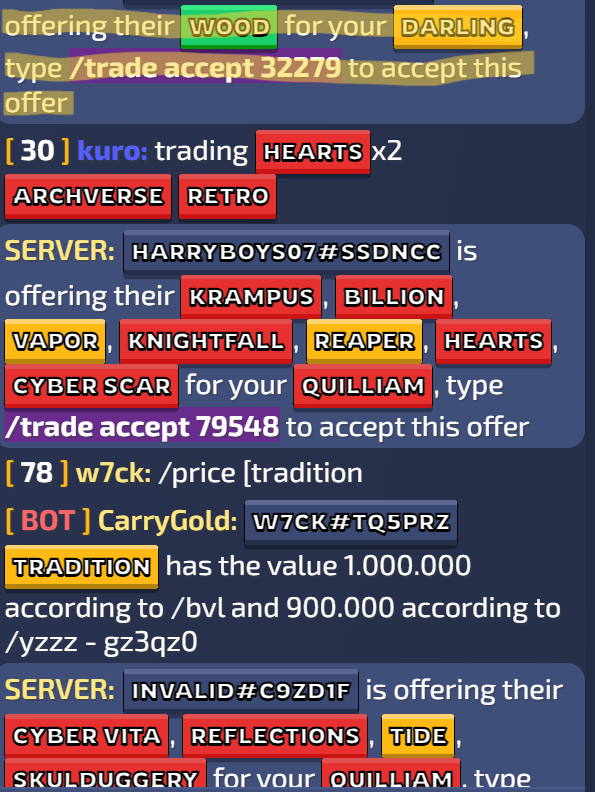 offering their WOOD for your DARLING,
type /trade accept 32279 to accept this
offer
[ 30 ] kuro: trading HEARTS x2
ARCHVERSE RETRO
SERVER: HARRYBOYS07#SSDNCC is
offering their KRAMPUS, BILLION,
VAPOR, KNIGHTFALL, REAPER, HEARTS,
CYBER SCAR for your QUILLIAM, type
/trade accept 79548 to accept this offer
[ 78 ] w7ck: /price [tradition
[ BOT ] CarryGold: W7CK#TQ5PRZ
TRADITION has the value 1.000.000
according to /bvl and 900.000 according to
/yzzz - gz3qz0
SERVER: INVALID#C9ZD1F is offering their
CYBER VITA, REFLECTIONS, TIDE,
SKULDUGGERY for your QUILLIAM, type